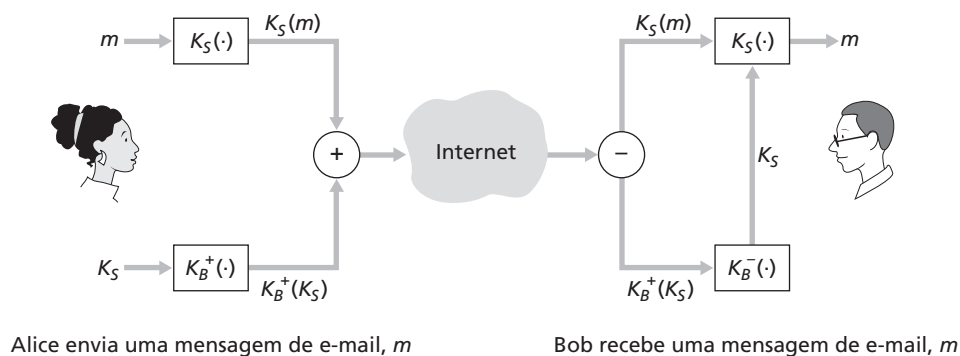 m
K_S(·)
K_S(m)
K_S(m)
K_S(·)
m
+
Internet
−
K_S
K_S
K_B^+(·)
K_B^+(K_S)
K_B^+(K_S)
K_B^−(·)
Alice envia uma mensagem de e-mail, m
Bob recebe uma mensagem de e-mail, m